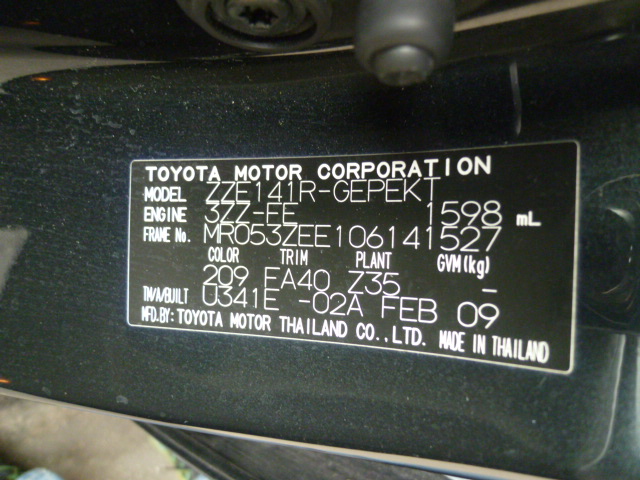 TOYOTA MOTOR CORPORATION
MODEL ZZE141R-GEPEKT
ENGINE 3ZZ-FE 1598 mL
FRAME No. MR053ZEE106141527
COLOR TRIM PLANT GVM(kg)
209 FA40 Z35 -
TM/A/BUILT U341E -02A FEB 09
MFD.BY: TOYOTA MOTOR THAILAND CO.,LTD. MADE IN THAILAND